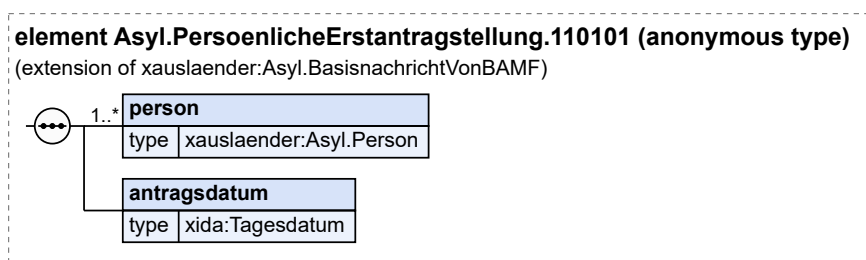 element Asyl.PersoenlicheErstantragstellung.110101 (anonymous type)
(extension of xauslaender:Asyl.BasisnachrichtVonBAMF)
1..* person
type xauslaender:Asyl.Person
antragsdatum
type xida:Tagesdatum